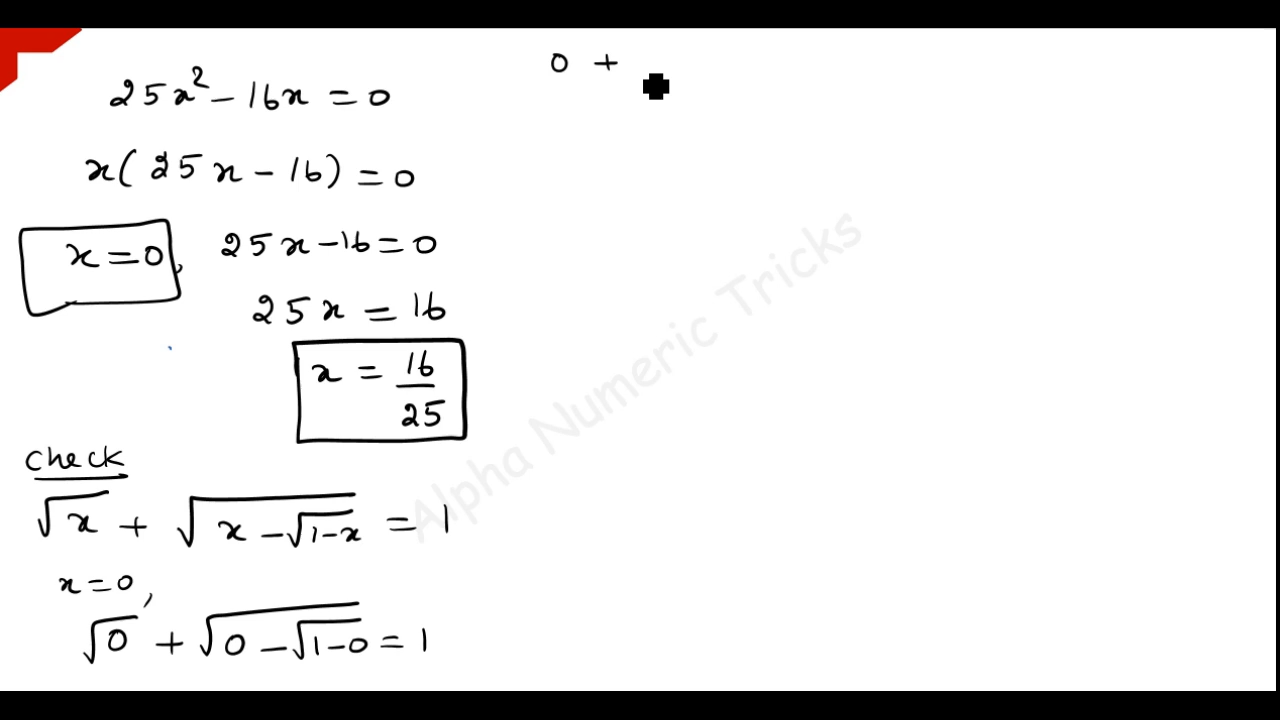 25x² - 16x = 0
x(25x - 16) = 0
x = 0, 25x - 16 = 0
25x = 16
x = 16/25
Check
√x + √(x - √(1-x)) = 1
x = 0,
√0 + √(0 - √(1-0)) = 1
0 +
Alpha Numeric Tricks